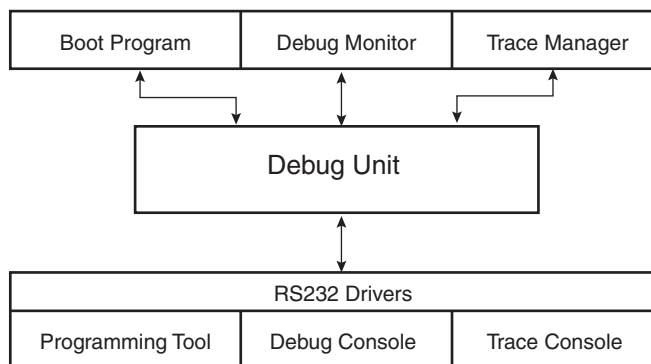 Boot Program
Debug Monitor
Trace Manager
Debug Unit
RS232 Drivers
Programming Tool
Debug Console
Trace Console